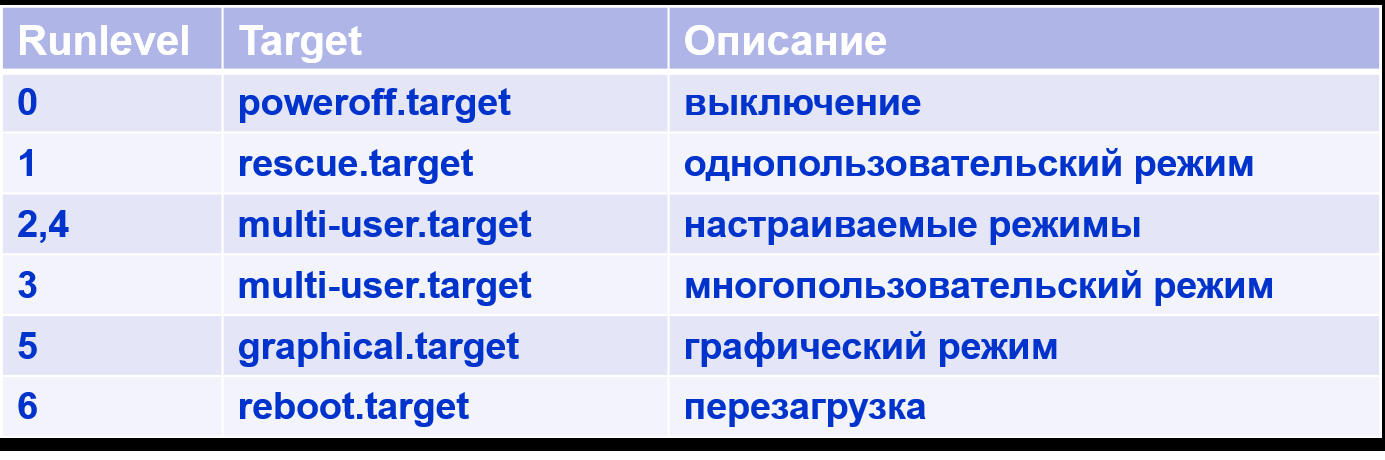 Runlevel Target Описание
0 poweroff.target выключение
1 rescue.target однопользовательский режим
2,4 multi-user.target настраиваемые режимы
3 multi-user.target многопользовательский режим
5 graphical.target графический режим
6 reboot.target перезагрузка